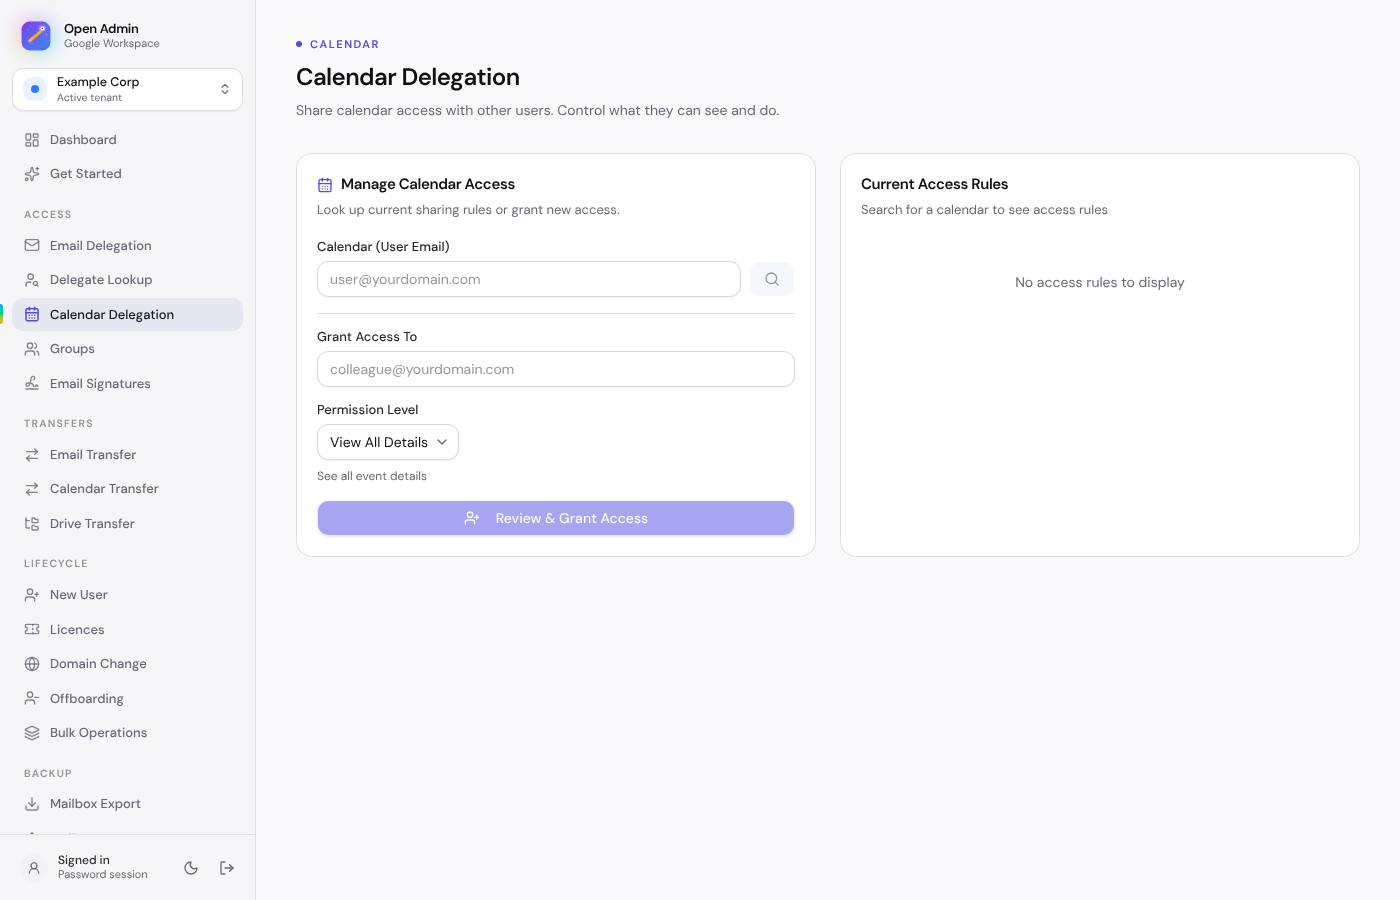 Open Admin
Google Workspace
Example Corp
Active tenant
Dashboard
Get Started
ACCESS
Email Delegation
Delegate Lookup
Calendar Delegation
Groups
Email Signatures
TRANSFERS
Email Transfer
Calendar Transfer
Drive Transfer
LIFECYCLE
New User
Licences
Domain Change
Offboarding
Bulk Operations
BACKUP
Mailbox Export
Signed in
Password session
CALENDAR
Calendar Delegation
Share calendar access with other users. Control what they can see and do.
Manage Calendar Access
Look up current sharing rules or grant new access.
Calendar (User Email)
user@yourdomain.com
Grant Access To
colleague@yourdomain.com
Permission Level
View All Details
See all event details
Review & Grant Access
Current Access Rules
Search for a calendar to see access rules
No access rules to display